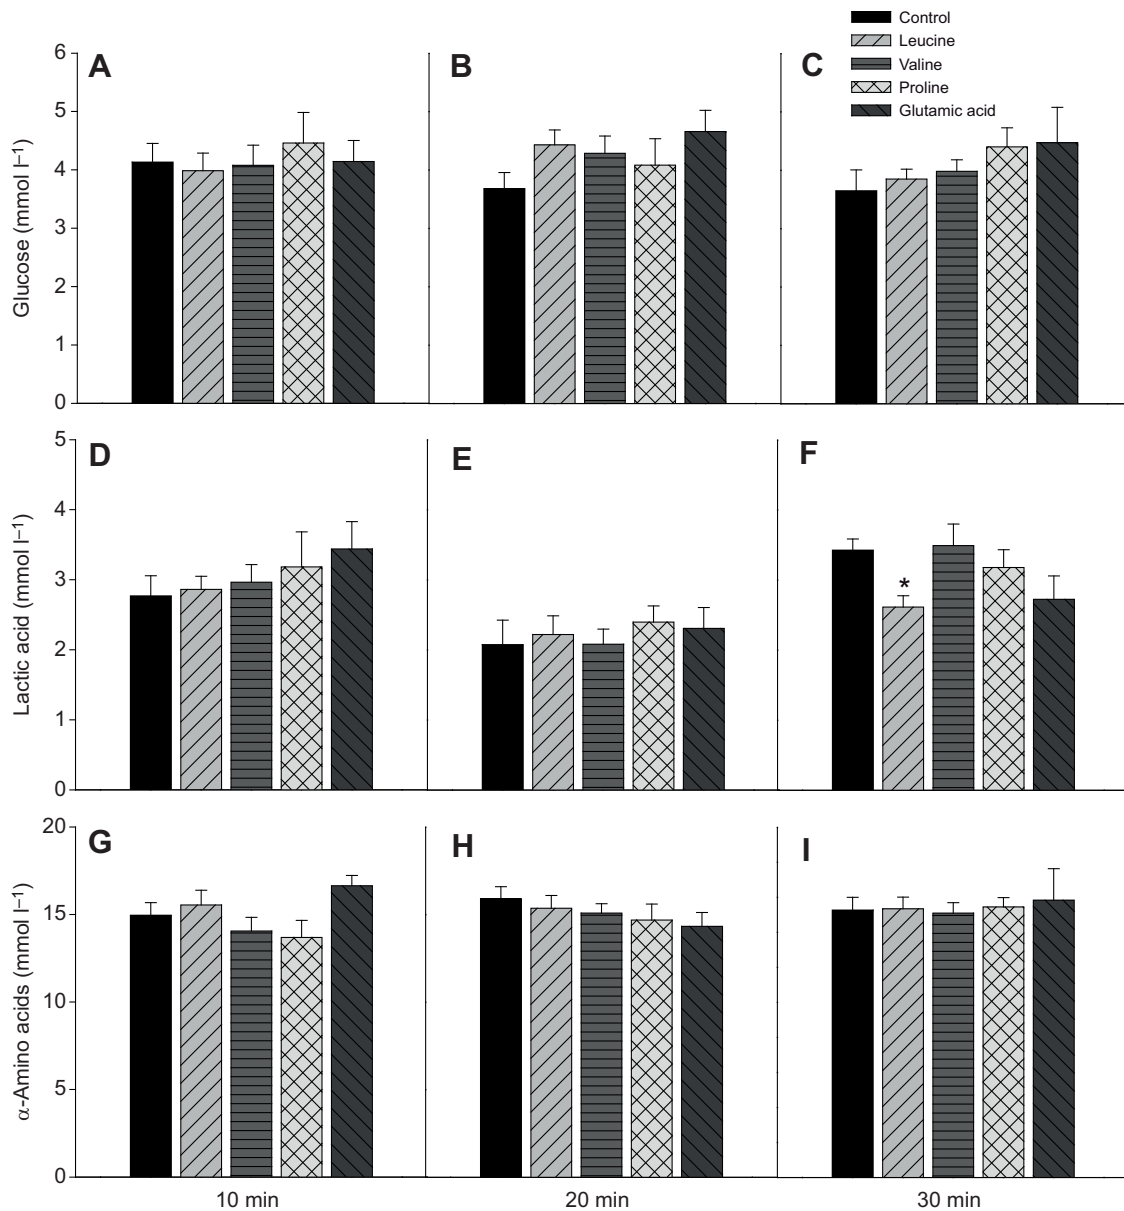 Control
Leucine
Valine
Proline
Glutamic acid
A
B
C
Glucose (mmol l⁻¹)
6
5
4
3
2
1
0
D
E
F
Lactic acid (mmol l⁻¹)
5
4
3
2
1
0
*
G
H
I
α-Amino acids (mmol l⁻¹)
20
15
10
5
0
10 min
20 min
30 min